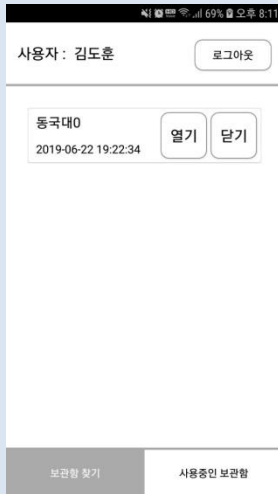 69% 오후 8:11
사용자 : 김도훈
로그아웃
동국대0
열기 닫기
2019-06-22 19:22:34
보관함 찾기
사용중인 보관함